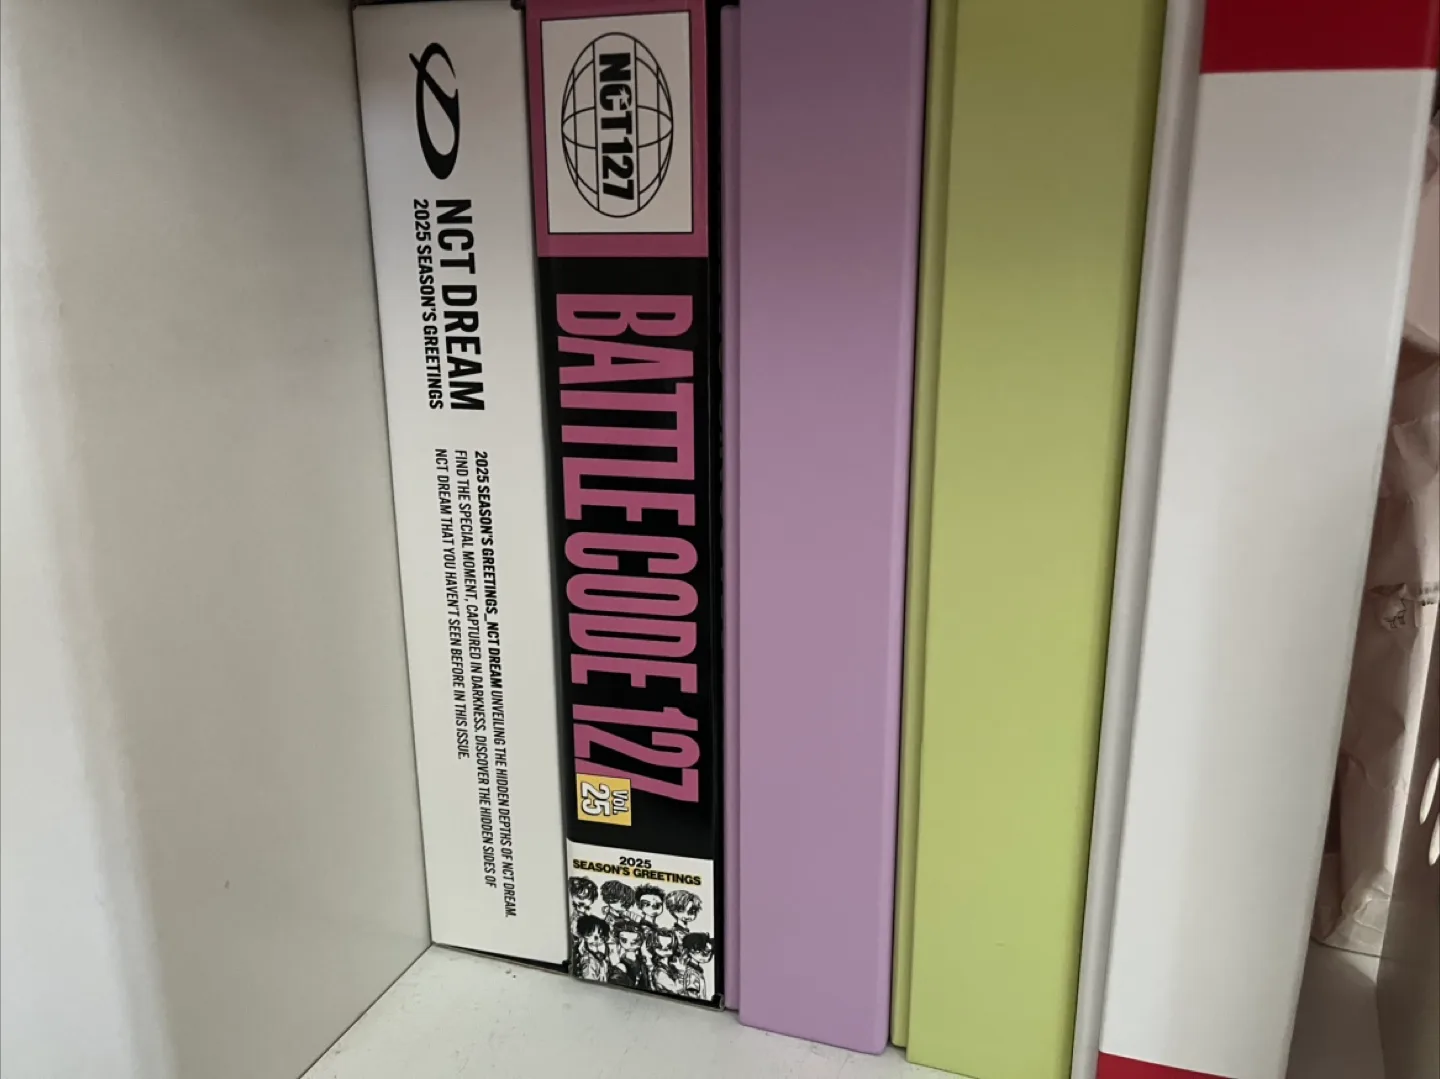 NCT DREAM
2025 SEASON'S GREETINGS
2025 SEASON'S GREETINGS_NCT DREAM UNVEILING THE HIDDEN DEPTHS OF NCT DREAM.
FIND THE SPECIAL MOMENT, CAPTURED IN DARKNESS. DISCOVER THE HIDDEN SIDES OF
NCT DREAM THAT YOU HAVEN'T SEEN BEFORE IN THIS ISSUE.
NCT 127
BATTLE CODE 127
Vol.
25
2025
SEASON'S GREETINGS